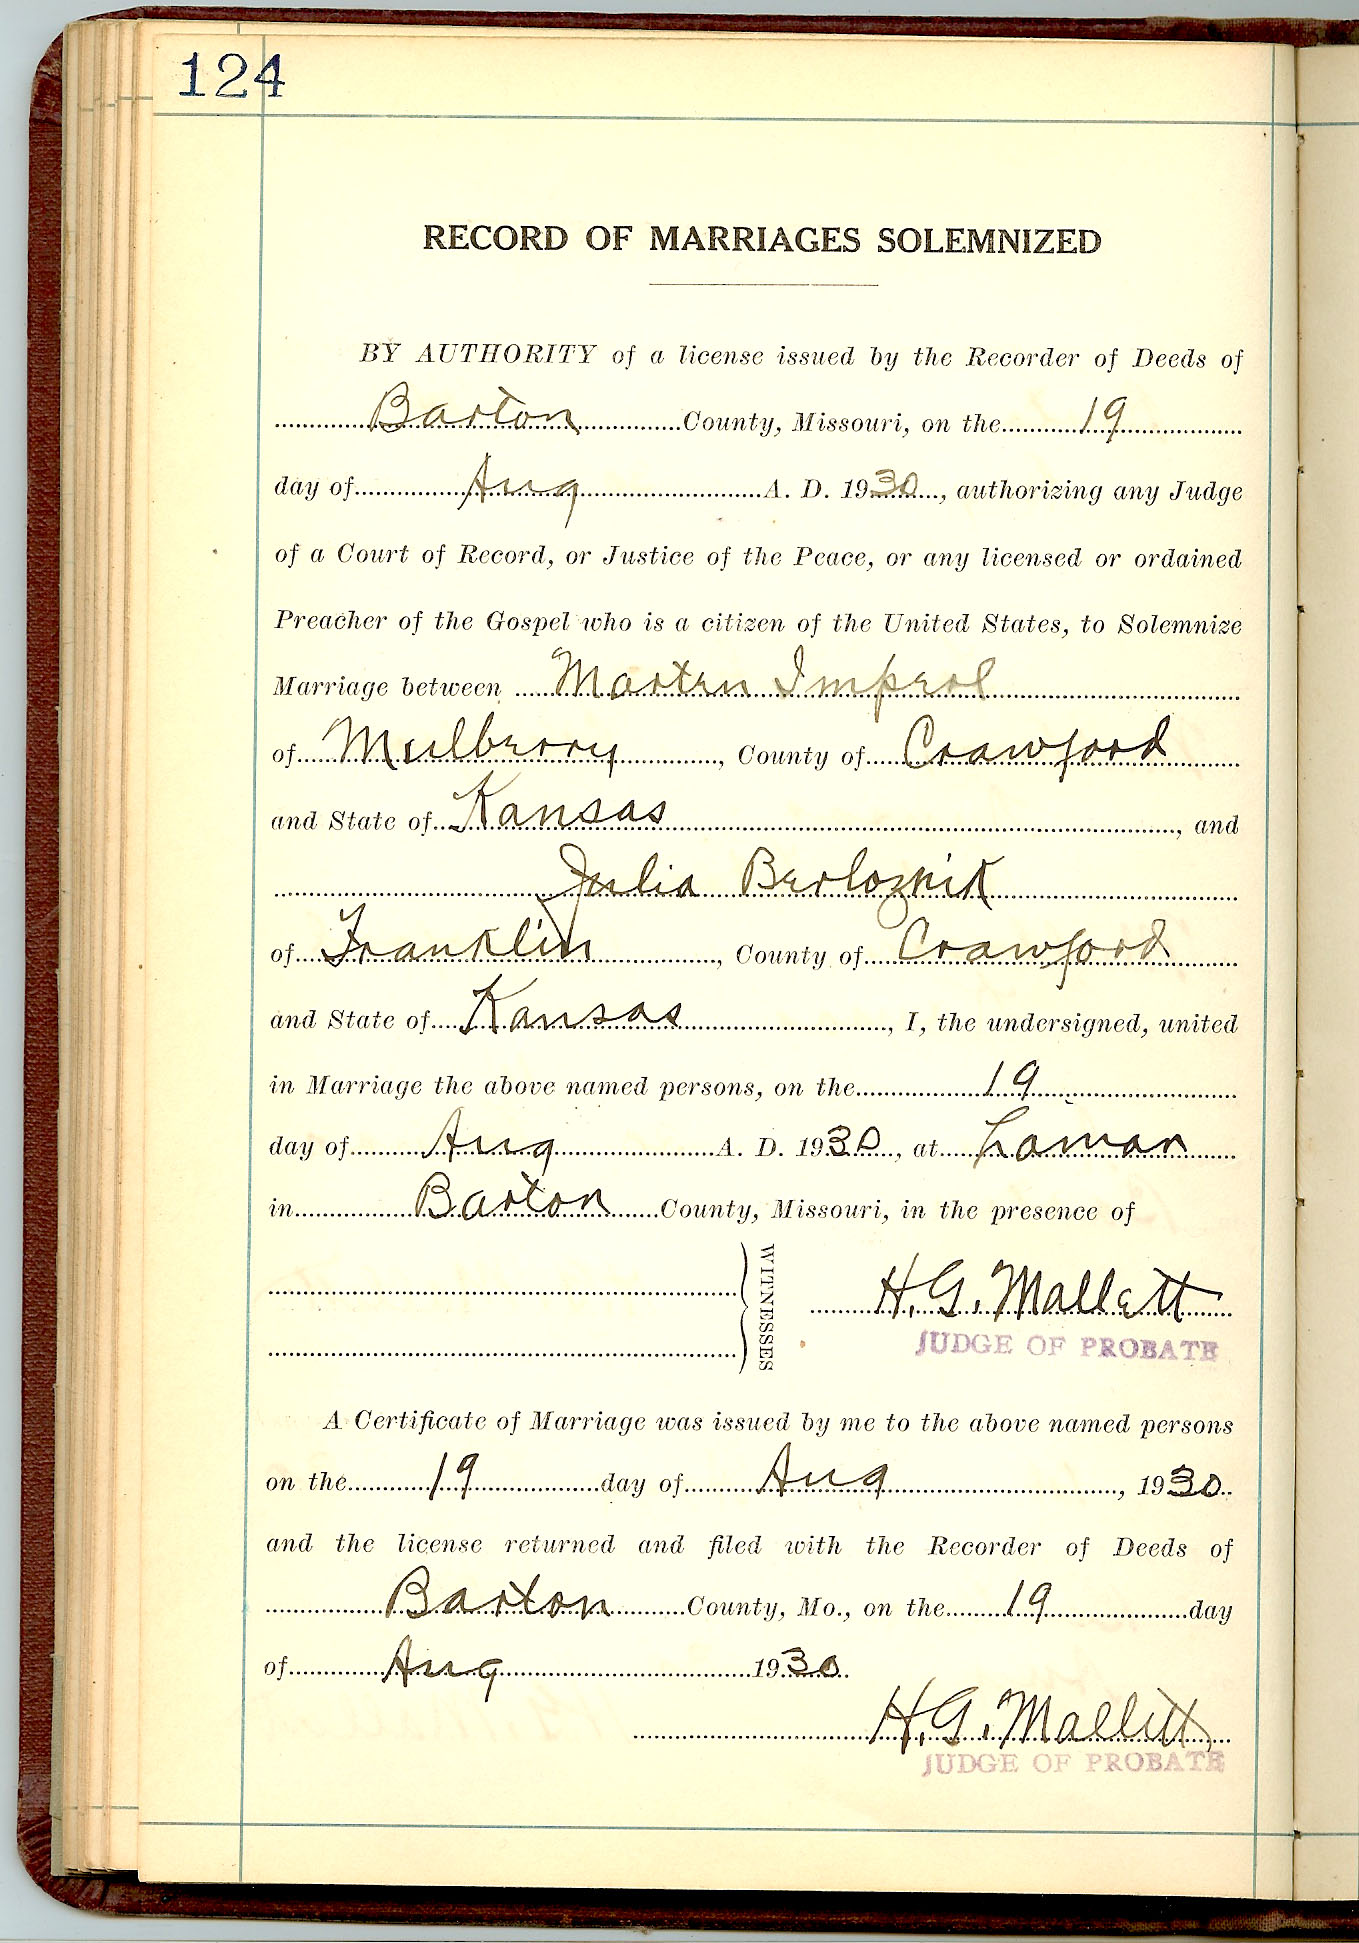 124
RECORD OF MARRIAGES SOLEMNIZED
BY AUTHORITY of a license issued by the Recorder of Deeds of
Barton County, Missouri, on the 19
day of Aug A. D. 1930, authorizing any Judge
of a Court of Record, or Justice of the Peace, or any licensed or ordained
Preacher of the Gospel who is a citizen of the United States, to Solemnize
Marriage between Marten Imperl
of Mulberry, County of Crawford
and State of Kansas, and
Julia Berloznik
of Franklin, County of Crawford
and State of Kansas, I, the undersigned, united
in Marriage the above named persons, on the 19
day of Aug A. D. 1930, at Lamar
in Barton County, Missouri, in the presence of
WITNESSES
H. G. Mallett
JUDGE OF PROBATE
A Certificate of Marriage was issued by me to the above named persons
on the 19 day of Aug, 1930
and the license returned and filed with the Recorder of Deeds of
Barton County, Mo., on the 19 day
of Aug 1930.
H. G. Mallett
JUDGE OF PROBATE